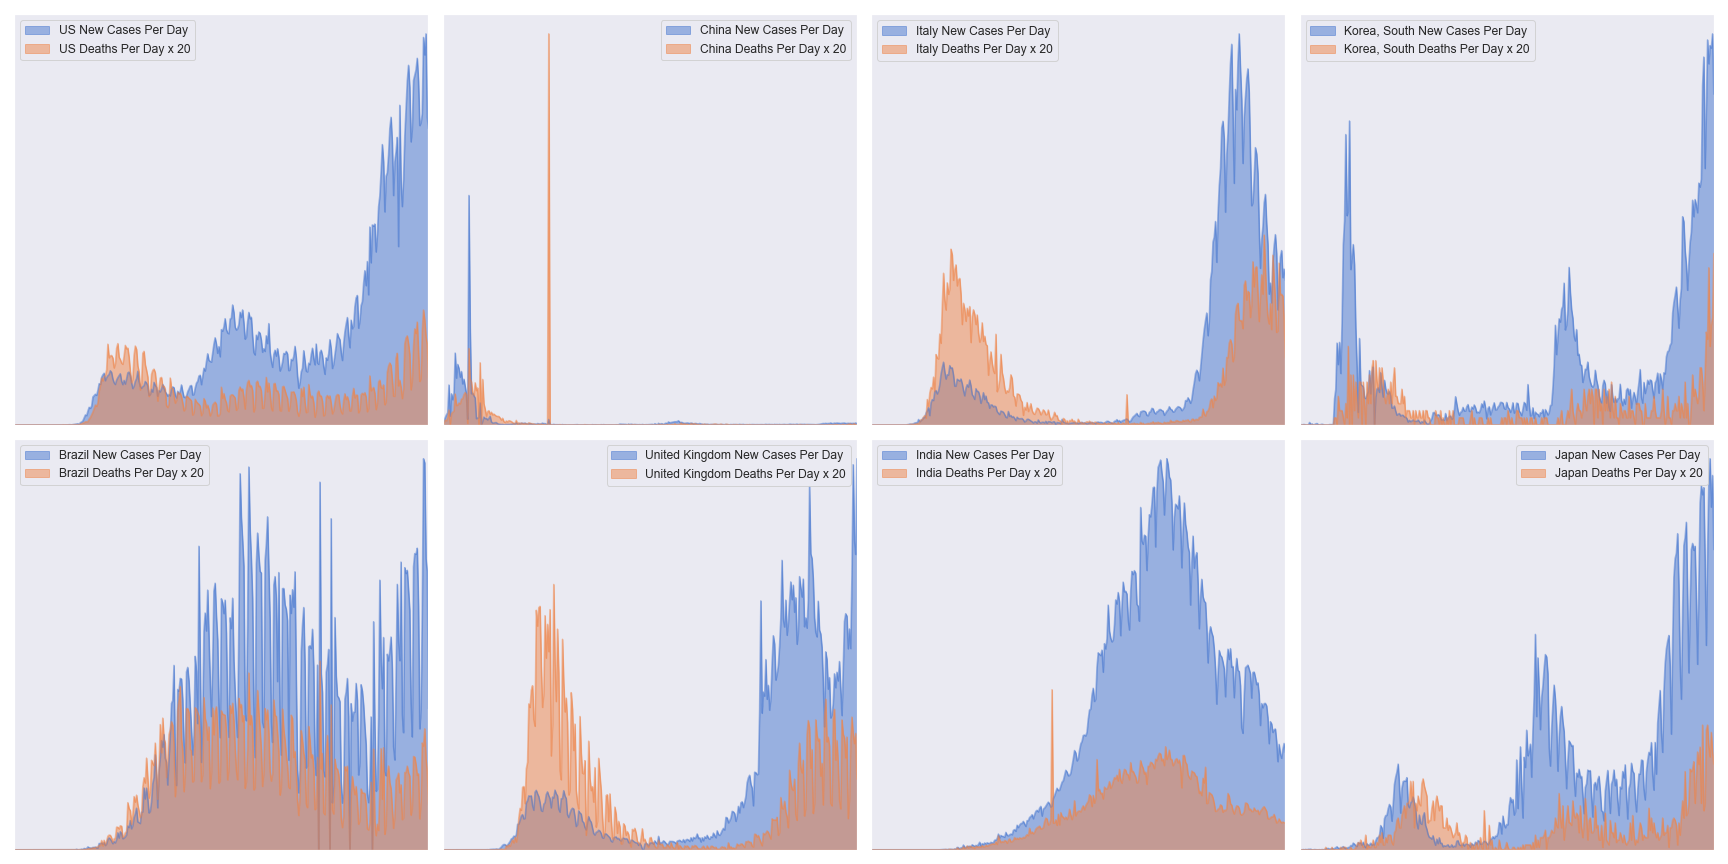 US New Cases Per Day
US Deaths Per Day x 20
China New Cases Per Day
China Deaths Per Day x 20
Italy New Cases Per Day
Italy Deaths Per Day x 20
Korea, South New Cases Per Day
Korea, South Deaths Per Day x 20
Brazil New Cases Per Day
Brazil Deaths Per Day x 20
United Kingdom New Cases Per Day
United Kingdom Deaths Per Day x 20
India New Cases Per Day
India Deaths Per Day x 20
Japan New Cases Per Day
Japan Deaths Per Day x 20